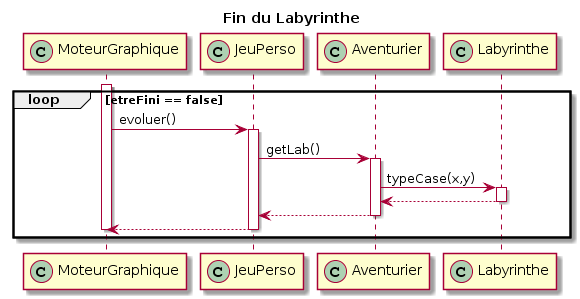 Fin du Labyrinthe
C MoteurGraphique
C JeuPerso
C Aventurier
C Labyrinthe
loop [etreFini == false]
evoluer()
getLab()
typeCase(x,y)
C MoteurGraphique
C JeuPerso
C Aventurier
C Labyrinthe